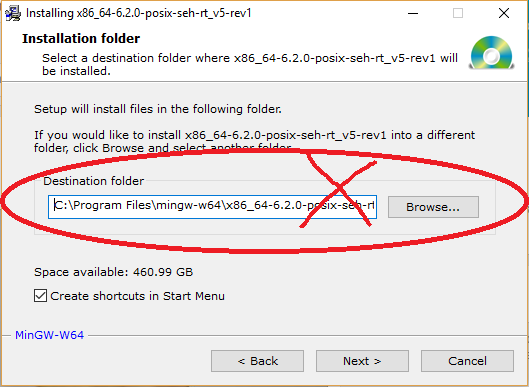 Installing x86_64-6.2.0-posix-seh-rt_v5-rev1
Installation folder
Select a destination folder where x86_64-6.2.0-posix-seh-rt_v5-rev1 will
be installed.
Setup will install files in the following folder.
If you would like to install x86_64-6.2.0-posix-seh-rt_v5-rev1 into a different
folder, click Browse and select another folder.
Destination folder
C:\Program Files\mingw-w64\x86_64-6.2.0-posix-seh-rt
Browse...
Space available: 460.99 GB
Create shortcuts in Start Menu
MinGW-W64
< Back
Next >
Cancel